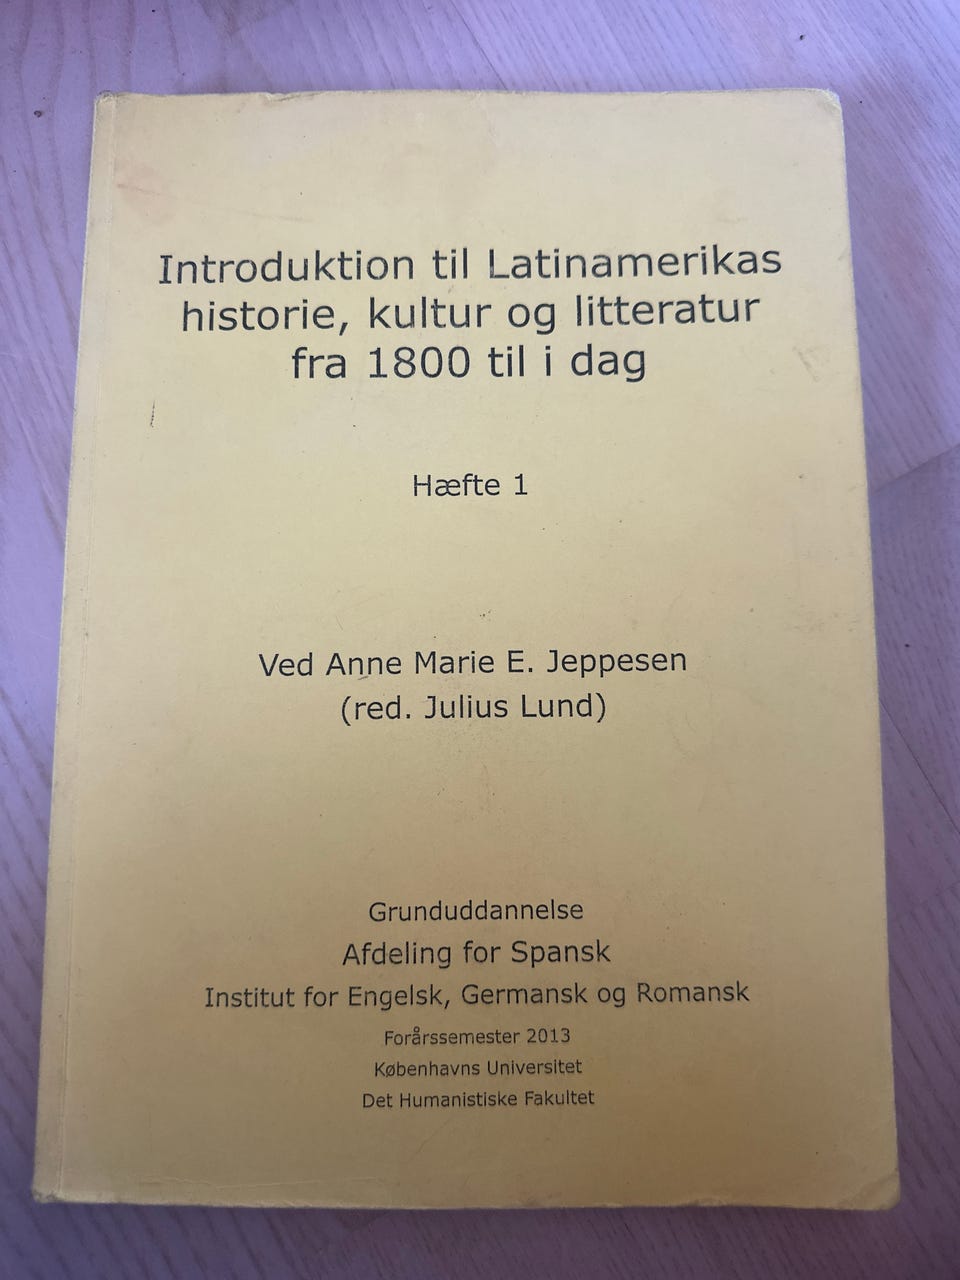 Introduktion til Latinamerikas
historie, kultur og litteratur
fra 1800 til i dag
Hæfte 1
Ved Anne Marie E. Jeppesen
(red. Julius Lund)
Grunduddannelse
Afdeling for Spansk
Institut for Engelsk, Germansk og Romansk
Forårssemester 2013
Københavns Universitet
Det Humanistiske Fakultet